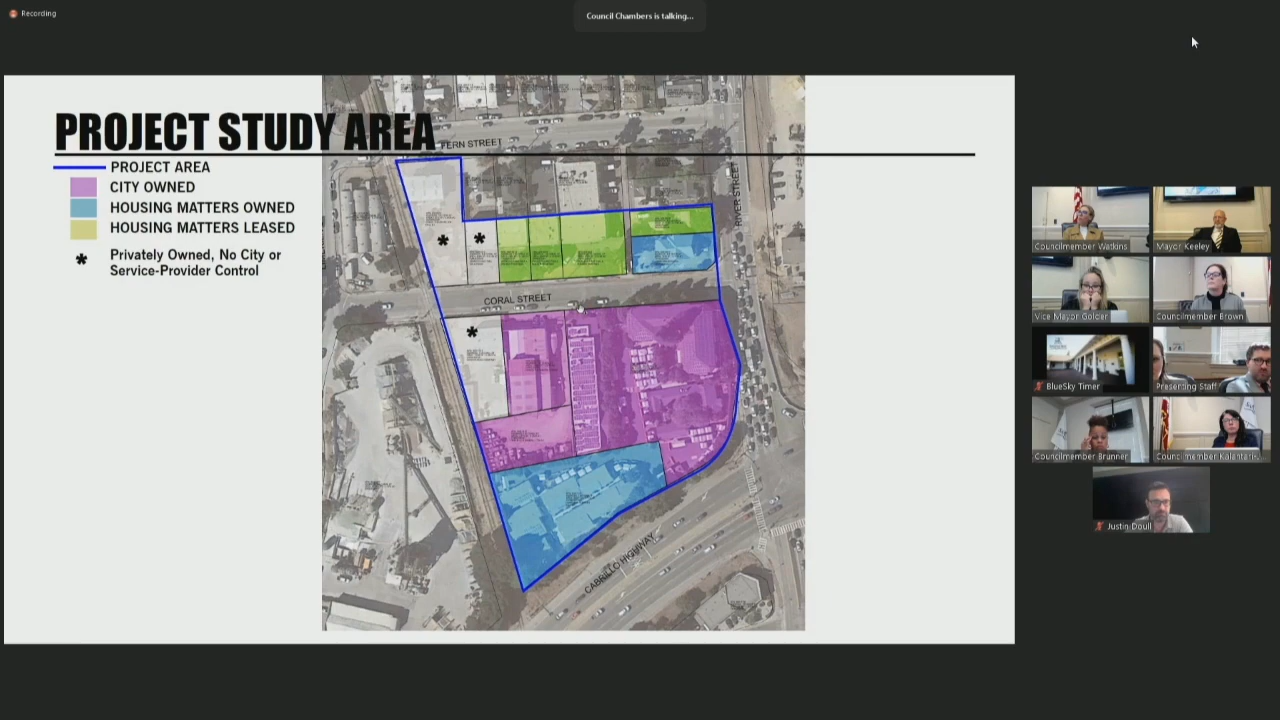 Recording
Council Chambers is talking...
PROJECT STUDY AREA
PROJECT AREA
CITY OWNED
HOUSING MATTERS OWNED
HOUSING MATTERS LEASED
* Privately Owned, No City or
Service-Provider Control
FERN STREET
RIVER STREET
* *
CORAL STREET
*
CABRILLO HIGHWAY
Councilmember Watkins
Mayor Keeley
Vice Mayor Golder
Councilmember Brown
BlueSky Timer
Presenting Staff
Councilmember Brunner
Councilmember Kalantari-...
Justin Doull